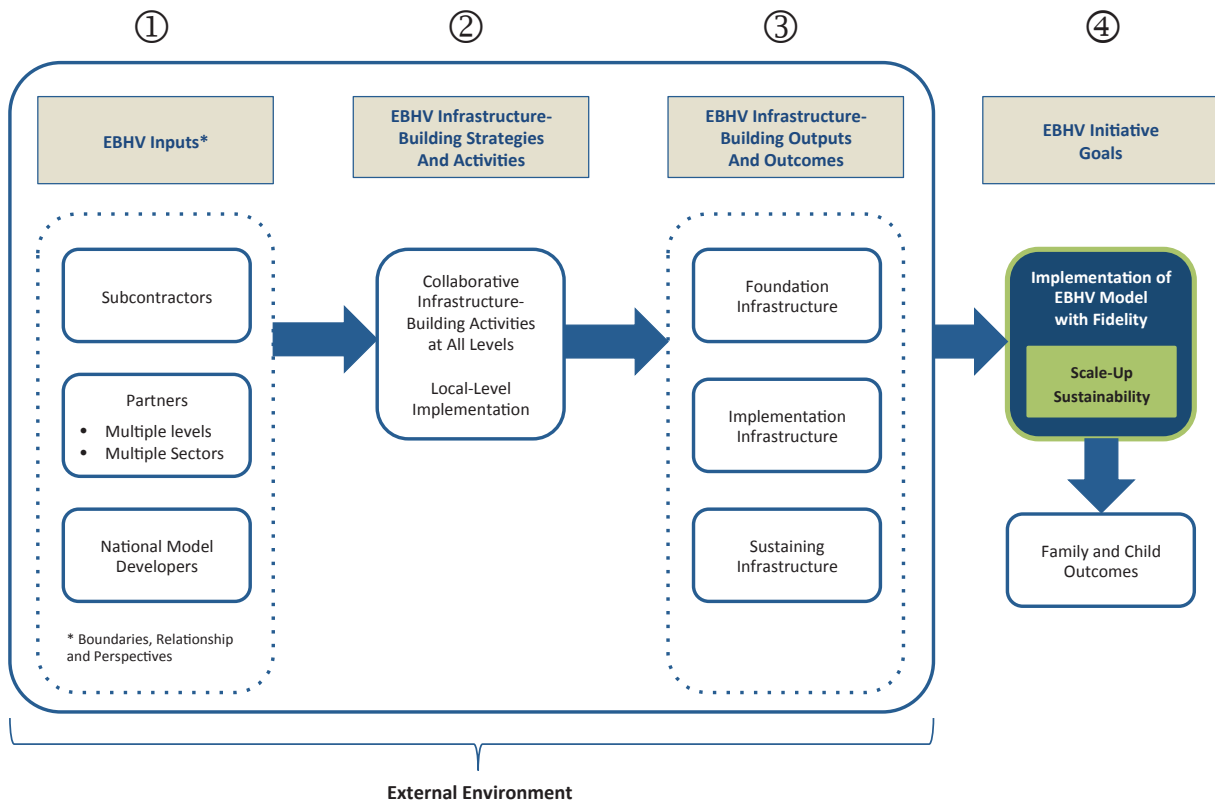 ①
②
③
④
EBHV Inputs*
EBHV Infrastructure-
Building Strategies
And Activities
EBHV Infrastructure-
Building Outputs
And Outcomes
EBHV Initiative
Goals
Subcontractors
Partners
• Multiple levels
• Multiple Sectors
National Model
Developers
* Boundaries, Relationship
and Perspectives
Collaborative
Infrastructure-
Building Activities
at All Levels
Local-Level
Implementation
Foundation
Infrastructure
Implementation
Infrastructure
Sustaining
Infrastructure
Implementation of
EBHV Model
with Fidelity
Scale-Up
Sustainability
Family and Child
Outcomes
External Environment